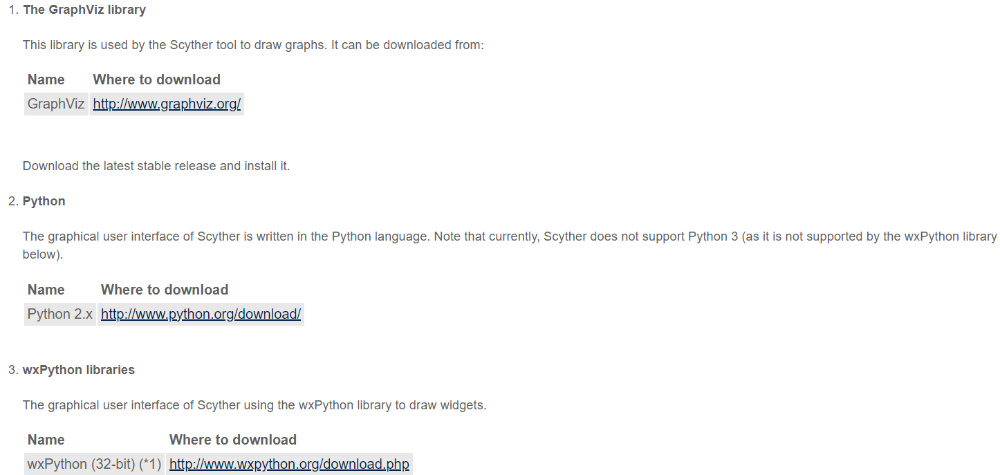 1. The GraphViz library
This library is used by the Scyther tool to draw graphs. It can be downloaded from:
Name Where to download
GraphViz http://www.graphviz.org/
Download the latest stable release and install it.
2. Python
The graphical user interface of Scyther is written in the Python language. Note that currently, Scyther does not support Python 3 (as it is not supported by the wxPython library
below).
Name Where to download
Python 2.x http://www.python.org/download/
3. wxPython libraries
The graphical user interface of Scyther using the wxPython library to draw widgets.
Name Where to download
wxPython (32-bit) (*1) http://www.wxpython.org/download.php